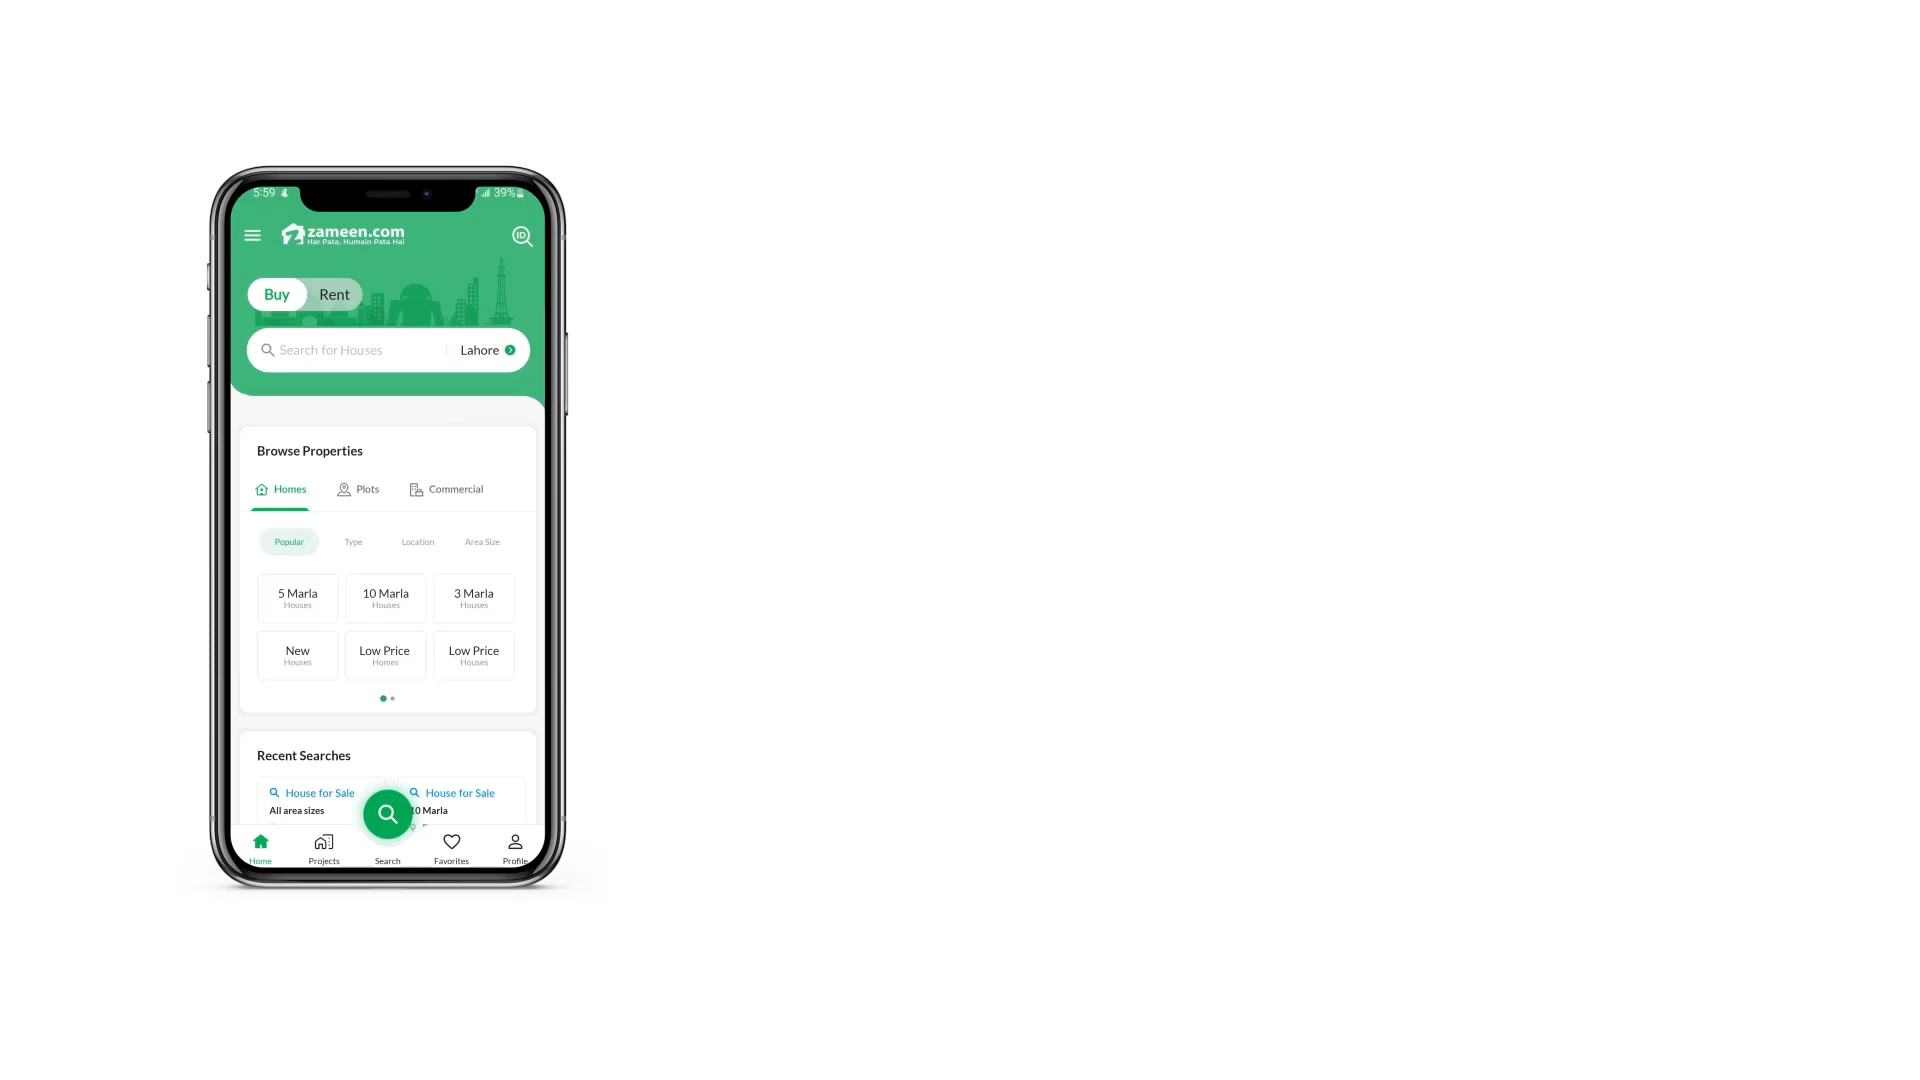 5:59
39%
zameen.com
Har Pata, Humain Pata Hai
ID
Buy Rent
Search for Houses Lahore
Browse Properties
Homes Plots Commercial
Popular Type Location Area Size
5 Marla 10 Marla 3 Marla
Houses Houses Houses
New Low Price Low Price
Houses Homes Houses
Recent Searches
House for Sale House for Sale
All area sizes 10 Marla
Home Projects Search Favorites Profile